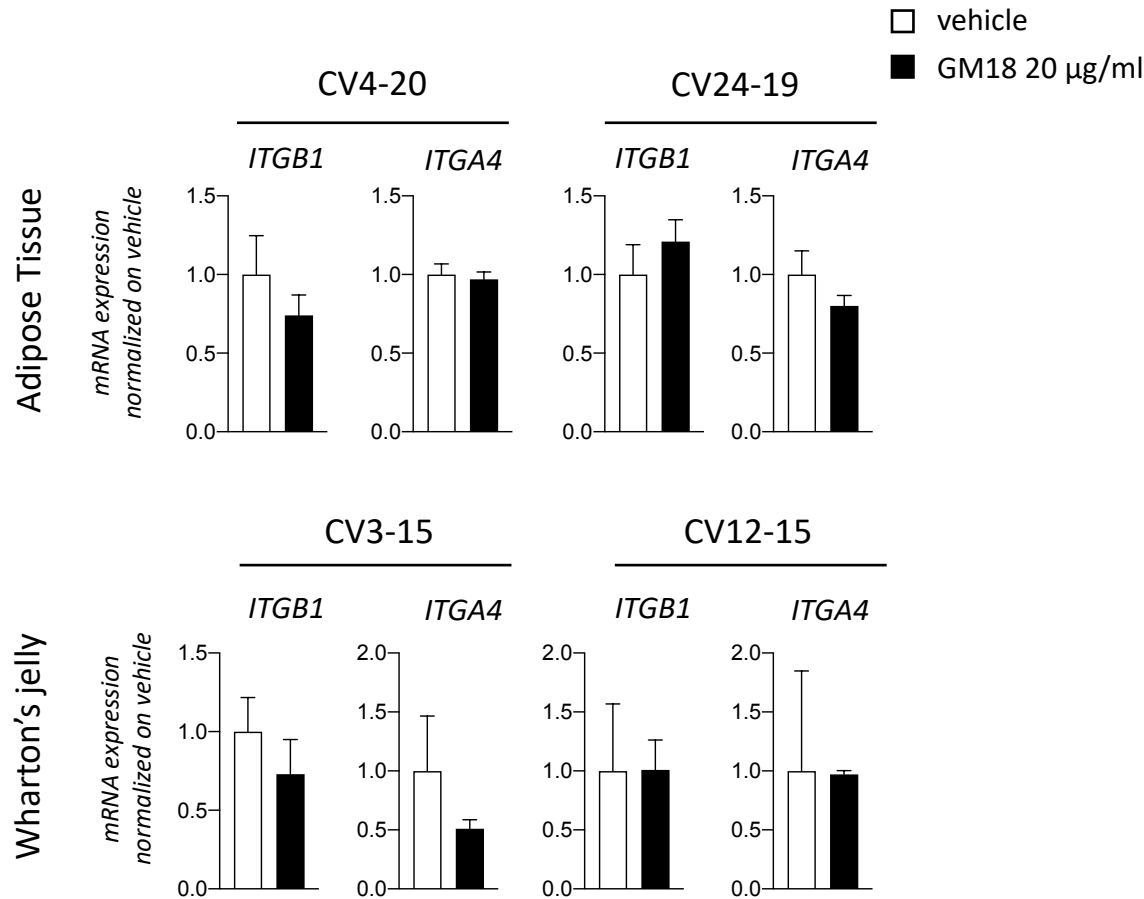 vehicle
GM18 20 µg/ml
CV4-20
CV24-19
ITGB1
ITGA4
ITGB1
ITGA4
Adipose Tissue
mRNA expression
normalized on vehicle
1.5
1.0
0.5
0.0
1.5
1.0
0.5
0.0
1.5
1.0
0.5
0.0
1.5
1.0
0.5
0.0
CV3-15
CV12-15
ITGB1
ITGA4
ITGB1
ITGA4
Wharton’s jelly
mRNA expression
normalized on vehicle
1.5
1.0
0.5
0.0
2.0
1.5
1.0
0.5
0.0
2.0
1.5
1.0
0.5
0.0
2.0
1.5
1.0
0.5
0.0